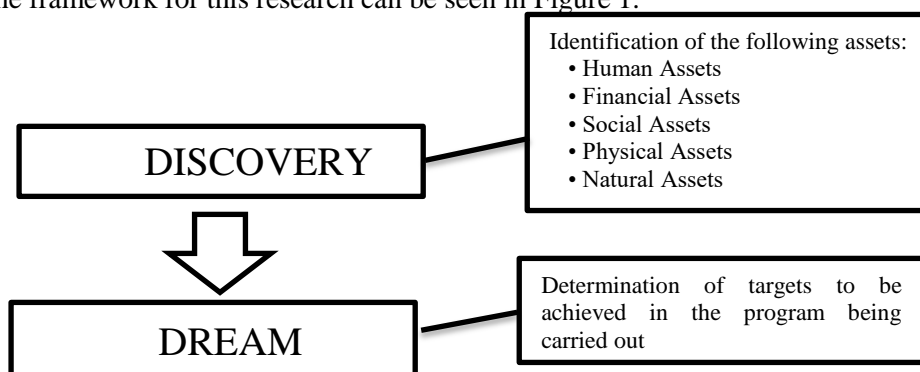 he framework for this research can be seen in Figure 1.
Identification of the following assets:
• Human Assets
• Financial Assets
• Social Assets
• Physical Assets
• Natural Assets
DISCOVERY
Determination of targets to be
achieved in the program being
carried out
DREAM